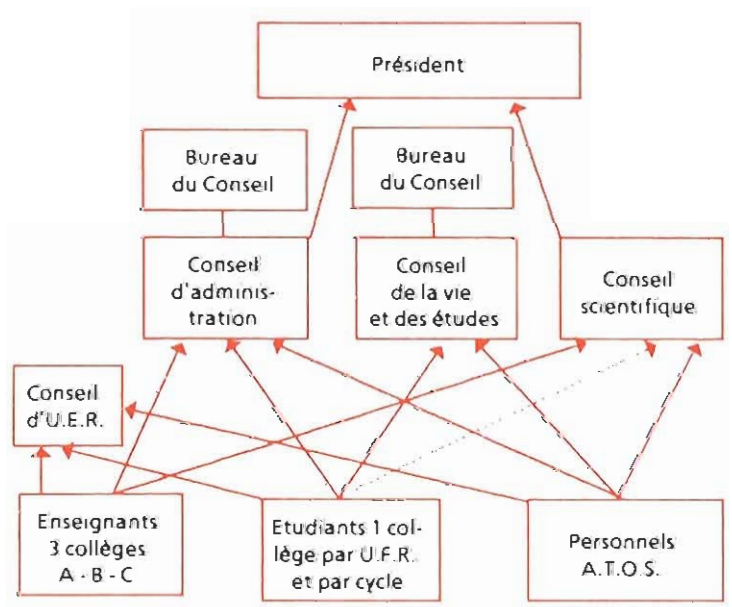 Président
Bureau
du Conseil
Bureau
du Conseil
Conseil
d'adminis-
tration
Conseil
de la vie
et des études
Conseil
scientifique
Conseil
d'U.E.R.
Enseignants
3 collèges
A - B - C
Etudiants 1 col-
lège par U.F.R.
et par cycle
Personnels
A.T.O.S.